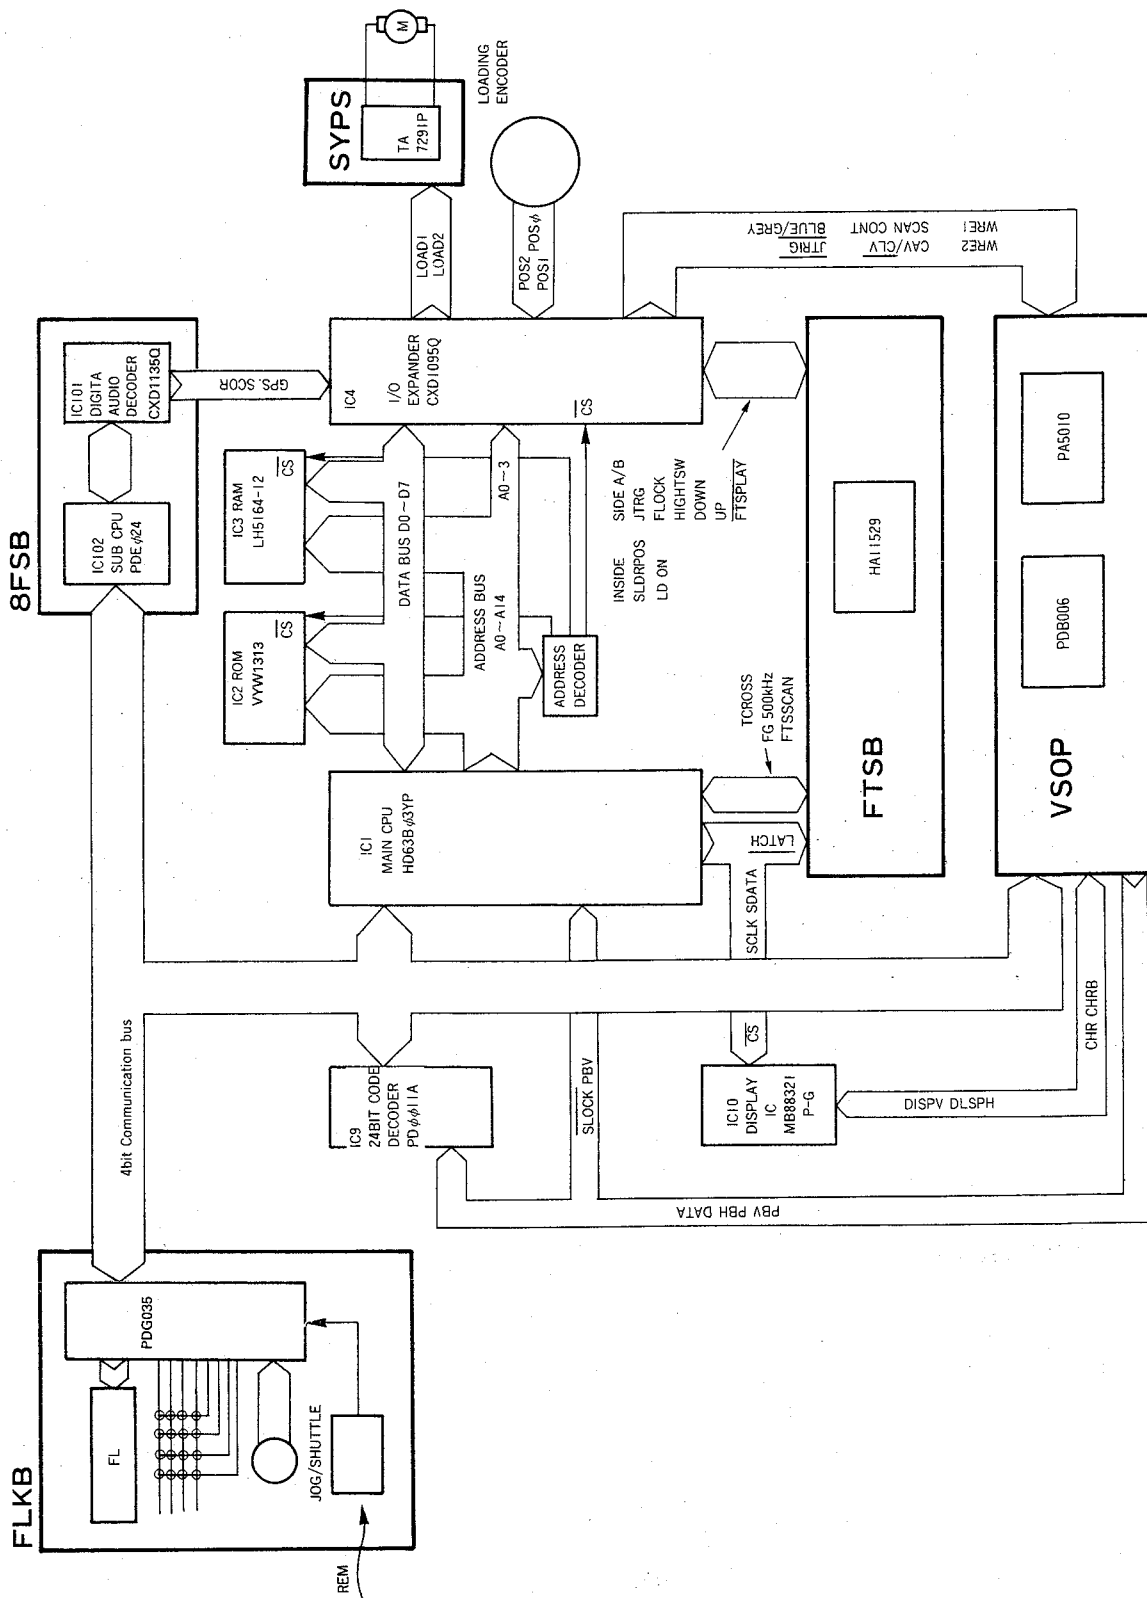 FLKB
FL
PDG035
JOG/SHUTTLE
REM
4bit Communication bus
8FSB
IC102
SUB CPU
PDEφ24
IC101
DIGITA
AUDIO
DECODER
CXD1135Q
GPS.SCOR
SYPS
TA
7291P
M
LOADING
ENCODER
LOAD1
LOAD2
POS2 POSφ
POS1
IC2 ROM
VYW1313
CS
IC3 RAM
LH5164-12
CS
DATA BUS D0~D7
ADDRESS BUS
A0~A14
A0~3
ADDRESS
DECODER
CS
IC4
I/O
EXPANDER
CXD1095Q
IC1
MAIN CPU
HD63Bφ3YP
IC9
24BIT CODE
DECODER
PDφφ11A
SLOCK PBV
PBV PBH DATA
IC10
DISPLAY
IC
MB88321
P-G
CS
SCLK SDATA
LATCH
DISPV DLSPH
CHR CHRB
TCROSS
FG 500kHz
FTSSCAN
INSIDE SIDE A/B
SLDRPOS JTRG
LD ON FLOCK
HIGHTSW
DOWN
UP
FTSPLAY
FTSB
HA11529
WRE2 CAV/CLV JTRIG
WRE1 SCAN CONT BLUE/GREY
VSOP
PDB006
PA5010